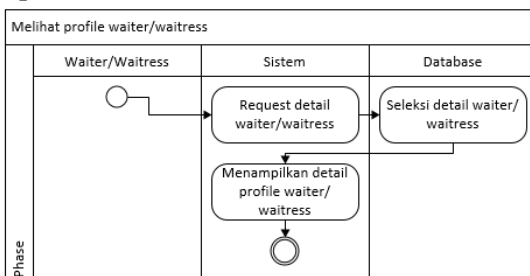 Melihat profile waiter/waitress
Waiter/Waitress
Sistem
Database
Request detail
waiter/waitress
Seleksi detail waiter/
waitress
Menampilkan detail
profile waiter/
waitress
Phase